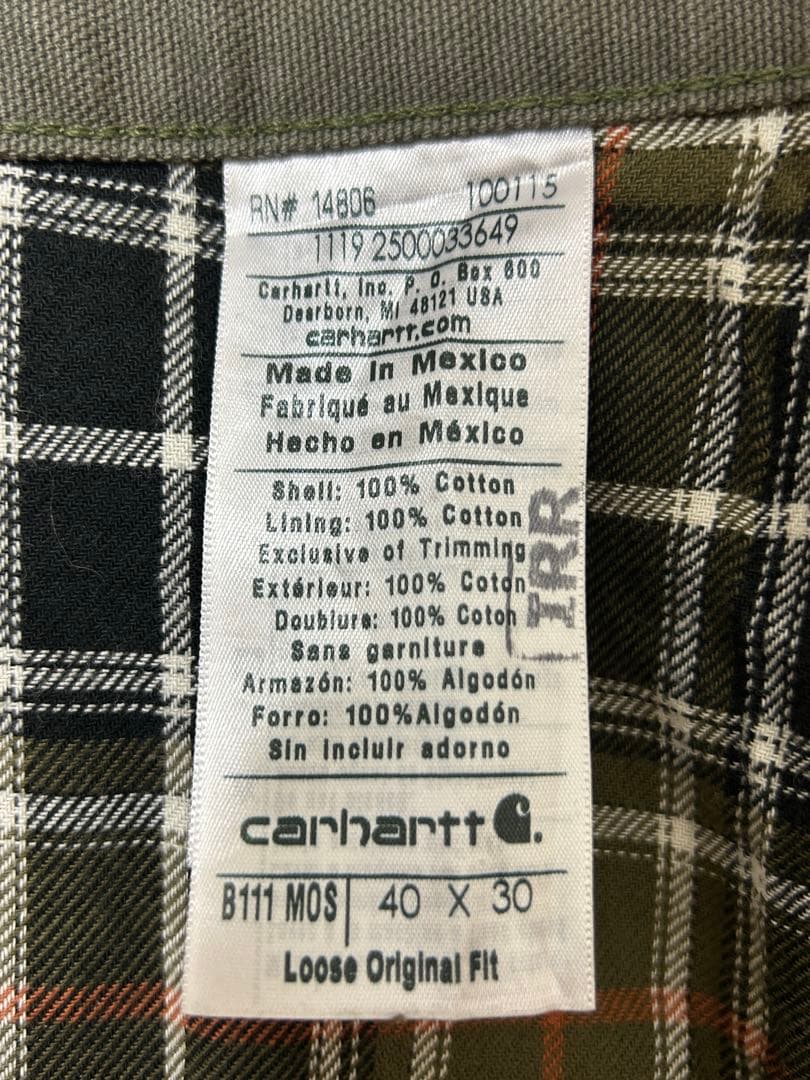 RN# 14806 100115
1119 2500033649
Carhartt, Inc. P. O. Box 600
Dearborn, MI 48121 USA
carhartt.com
Made in Mexico
Fabriqué au Mexique
Hecho en México
Shell: 100% Cotton
Lining: 100% Cotton
Exclusive of Trimming
Extérieur: 100% Coton
Doublure: 100% Coton
Sans garniture
Armazón: 100% Algodón
Forro: 100%Algodón
Sin incluir adorno
IRR
carhartt
B111 MOS 40 X 30
Loose Original Fit